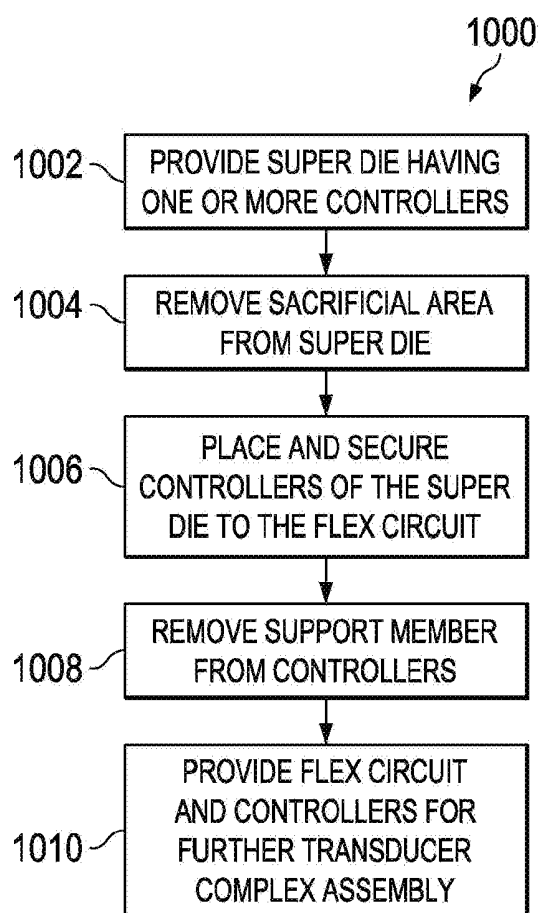 1000
1002
PROVIDE SUPER DIE HAVING
ONE OR MORE CONTROLLERS
1004
REMOVE SACRIFICIAL AREA
FROM SUPER DIE
1006
PLACE AND SECURE
CONTROLLERS OF THE SUPER
DIE TO THE FLEX CIRCUIT
1008
REMOVE SUPPORT MEMBER
FROM CONTROLLERS
1010
PROVIDE FLEX CIRCUIT
AND CONTROLLERS FOR
FURTHER TRANSDUCER
COMPLEX ASSEMBLY